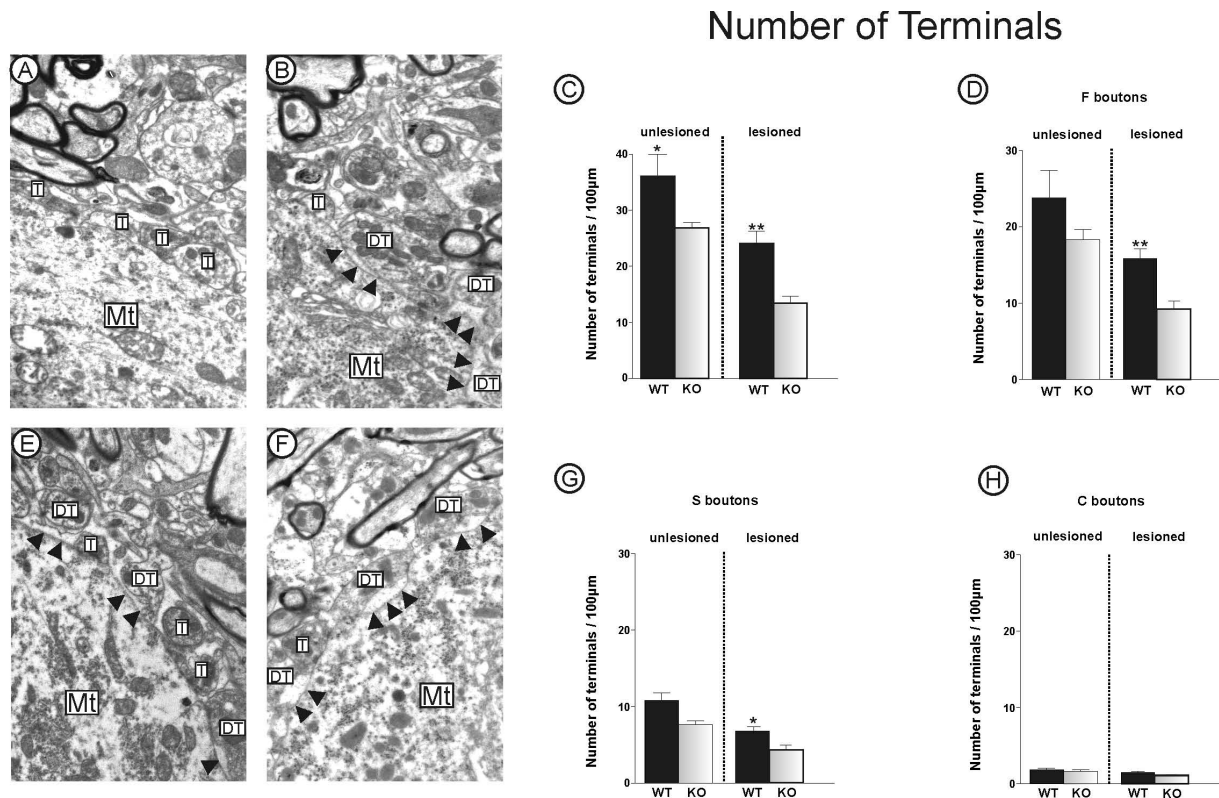 Number of Terminals
A
T
T
T
T
Mt
B
T
DT
DT
DT
Mt
C
unlesioned lesioned
Number of terminals / 100µm
40
30
20
10
0
*
**
WT KO WT KO
D
F boutons
unlesioned lesioned
Number of terminals / 100µm
30
20
10
0
**
WT KO WT KO
E
DT
T
DT
T
T
DT
Mt
F
DT
DT
T
DT
Mt
G
S boutons
unlesioned lesioned
Number of terminals / 100µm
30
20
10
0
*
WT KO WT KO
H
C boutons
unlesioned lesioned
Number of terminals / 100µm
30
20
10
0
WT KO WT KO